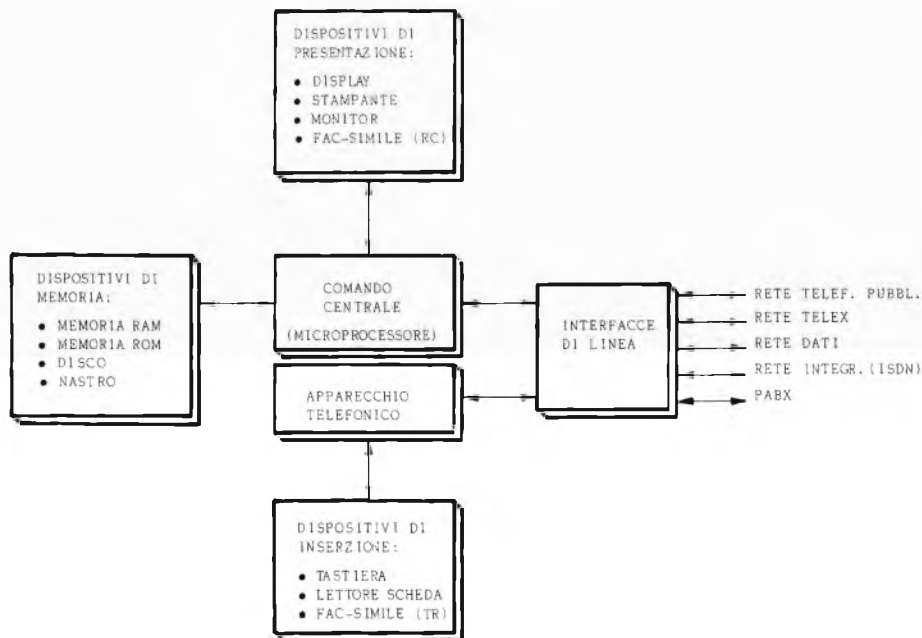 DISPOSITIVI DI
PRESENTAZIONE:
• DISPLAY
• STAMPANTE
• MONITOR
• FAC-SIMILE (RC)
DISPOSITIVI DI
MEMORIA:
• MEMORIA RAM
• MEMORIA ROM
• DISCO
• NASTRO
COMANDO
CENTRALE
(MICROPROCESSORE)
APPARECCHIO
TELEFONICO
INTERFACCE
DI LINEA
RETE TELEF. PUBBL.
RETE TELEX
RETE DATI
RETE INTEGR.(ISDN)
PABX
DISPOSITIVI DI
INSERZIONE:
• TASTIERA
• LETTORE SCHEDA
• FAC-SIMILE (TR)